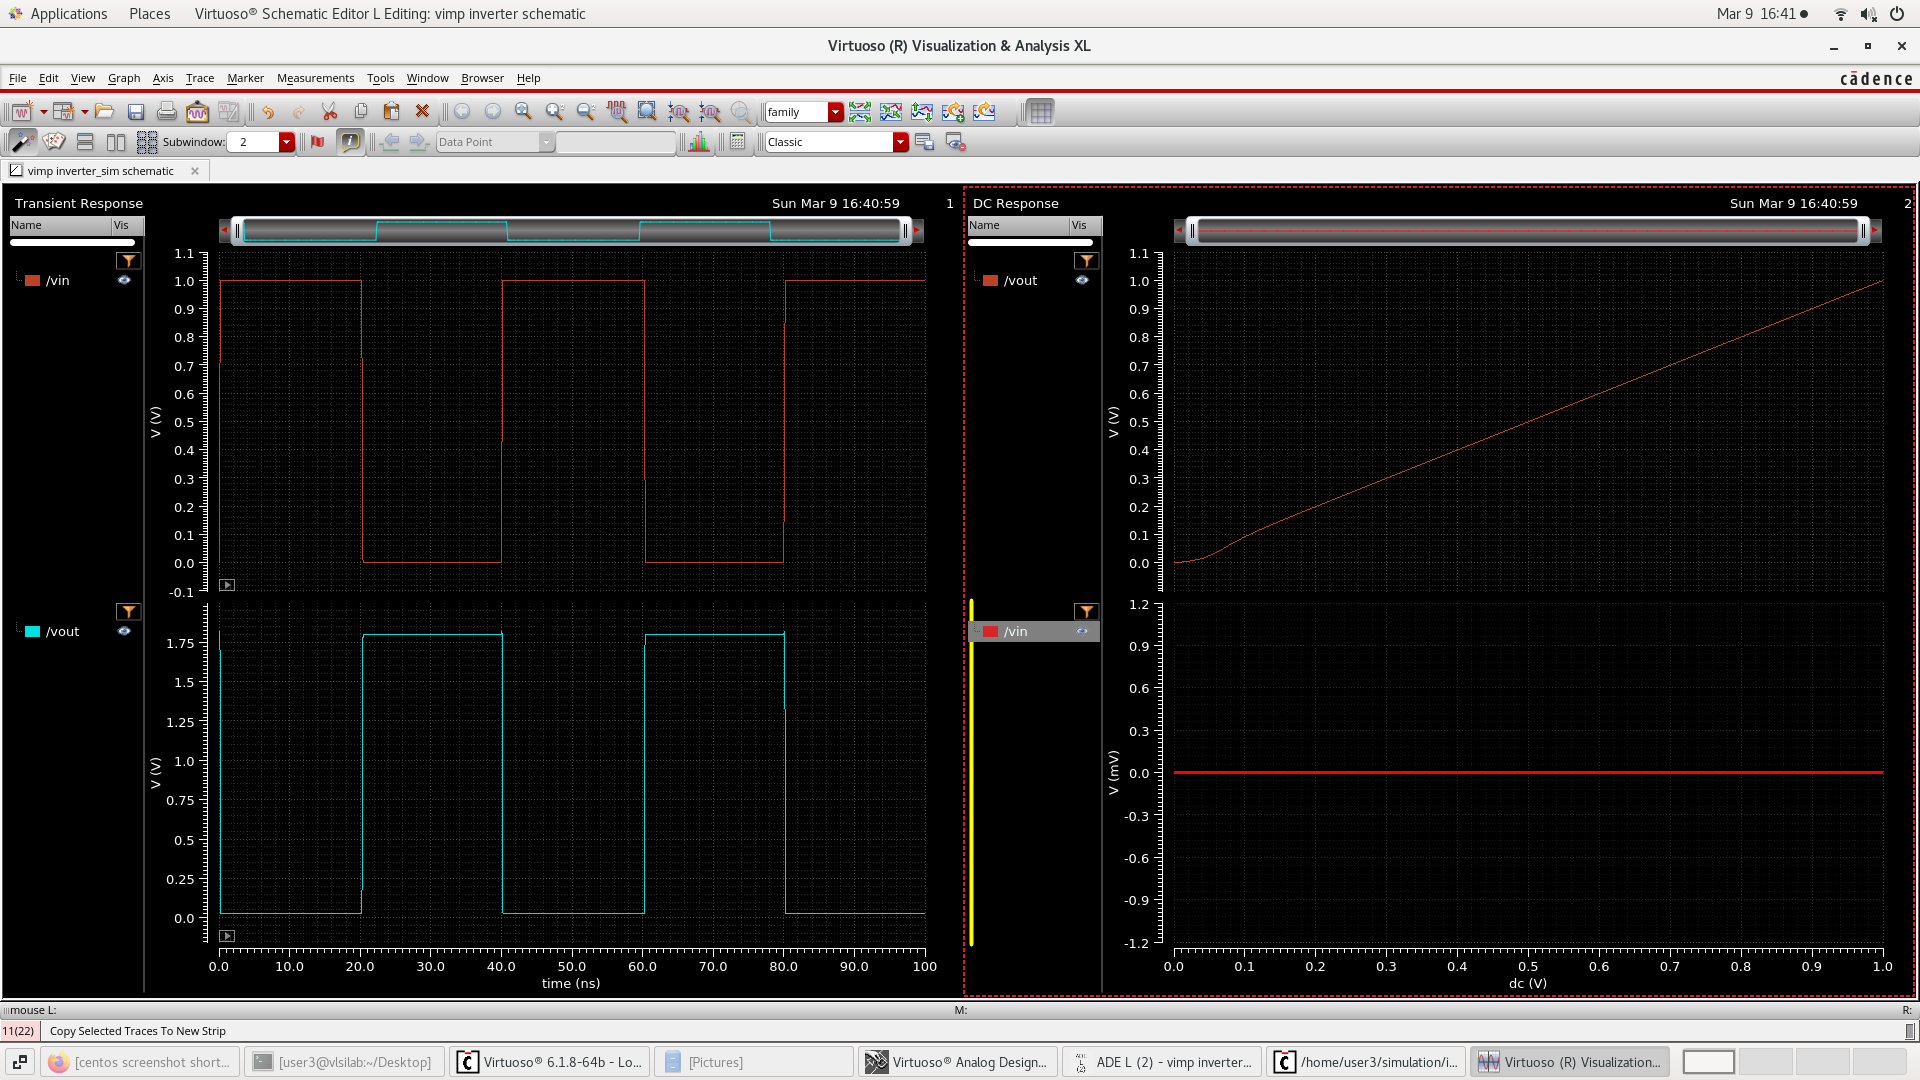 Applications Places Virtuoso® Schematic Editor L Editing: vimp inverter schematic Mar 9 16:41
Virtuoso (R) Visualization & Analysis XL
File Edit View Graph Axis Trace Marker Measurements Tools Window Browser Help cādence
family
Subwindow: 2 Data Point Classic
vimp inverter_sim schematic
Transient Response Sun Mar 9 16:40:59 1
Name Vis
/vin
1.1
1.0
0.9
0.8
0.7
0.6
0.5
0.4
0.3
0.2
0.1
0.0
-0.1
V (V)
/vout
1.75
1.5
1.25
1.0
0.75
0.5
0.25
0.0
V (V)
0.0 10.0 20.0 30.0 40.0 50.0 60.0 70.0 80.0 90.0 100
time (ns)
DC Response Sun Mar 9 16:40:59 2
Name Vis
/vout
1.1
1.0
0.9
0.8
0.7
0.6
0.5
0.4
0.3
0.2
0.1
0.0
V (V)
/vin
1.2
0.9
0.6
0.3
0.0
-0.3
-0.6
-0.9
-1.2
V (mV)
0.0 0.1 0.2 0.3 0.4 0.5 0.6 0.7 0.8 0.9 1.0
dc (V)
mouse L: M: R:
11(22) Copy Selected Traces To New Strip
[centos screenshot short... [user3@vlsilab:~/Desktop] Virtuoso® 6.1.8-64b - Lo... [Pictures] Virtuoso® Analog Design... ADE L (2) - vimp inverter... /home/user3/simulation/i... Virtuoso (R) Visualization...